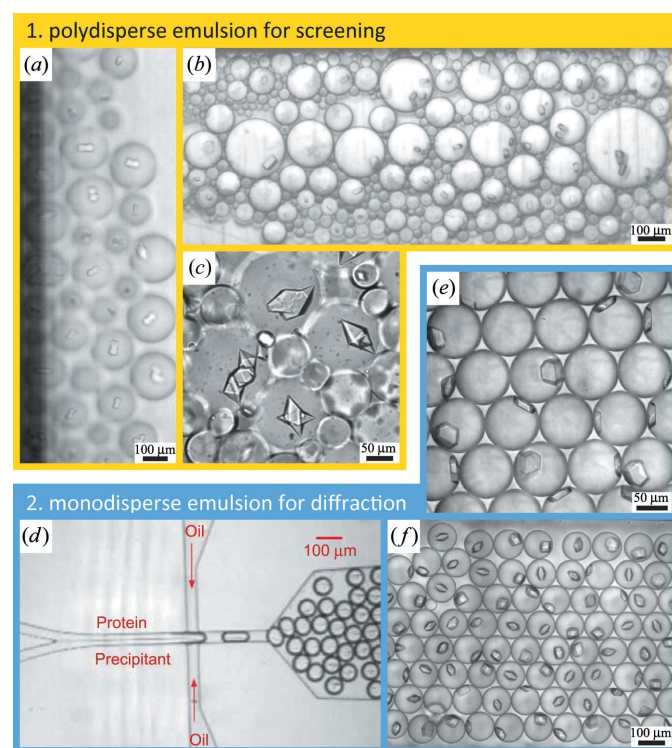 1. polydisperse emulsion for screening
(a)
100 µm
(b)
100 µm
(c)
50 µm
(e)
50 µm
2. monodisperse emulsion for diffraction
(d)
Oil
100 µm
Protein
Precipitant
Oil
(f)
100 µm